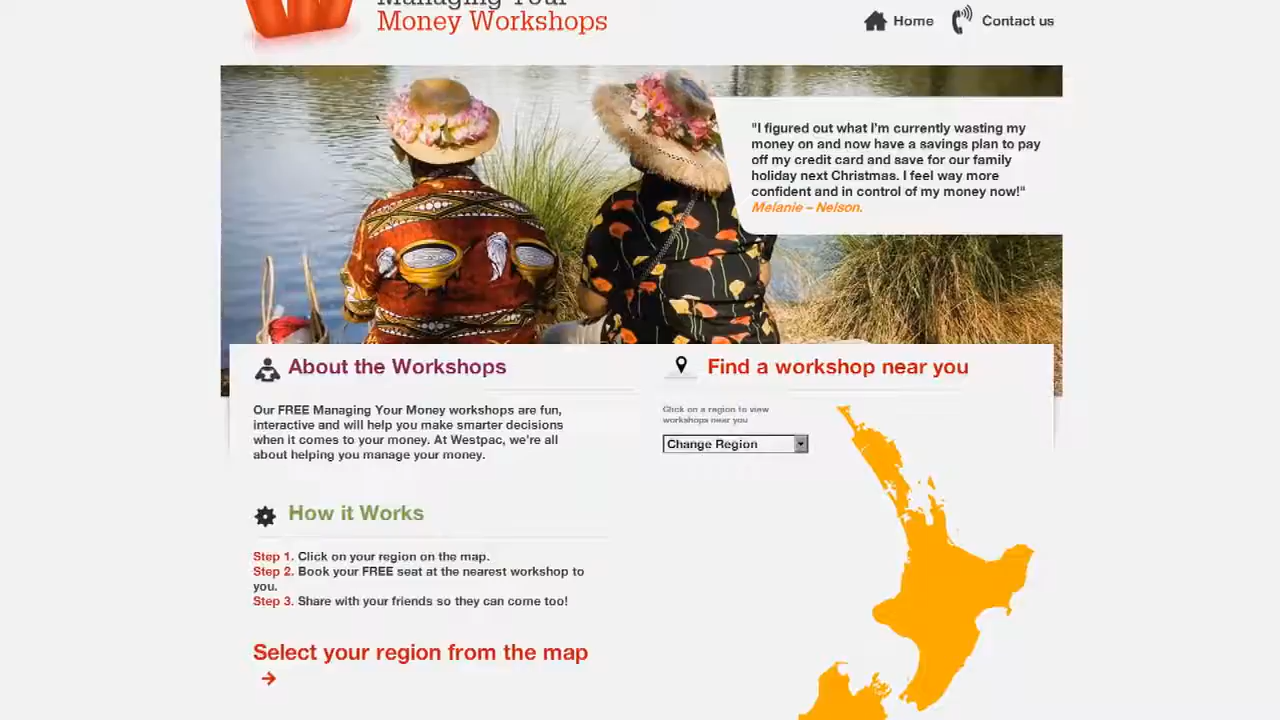 Managing Your
Money Workshops
Home
Contact us
"I figured out what I'm currently wasting my
money on and now have a savings plan to pay
off my credit card and save for our family
holiday next Christmas. I feel way more
confident and in control of my money now!"
Melanie – Nelson.
About the Workshops
Our FREE Managing Your Money workshops are fun,
interactive and will help you make smarter decisions
when it comes to your money. At Westpac, we're all
about helping you manage your money.
How it Works
Step 1. Click on your region on the map.
Step 2. Book your FREE seat at the nearest workshop to
you.
Step 3. Share with your friends so they can come too!
Select your region from the map
Find a workshop near you
Click on a region to view
workshops near you
Change Region